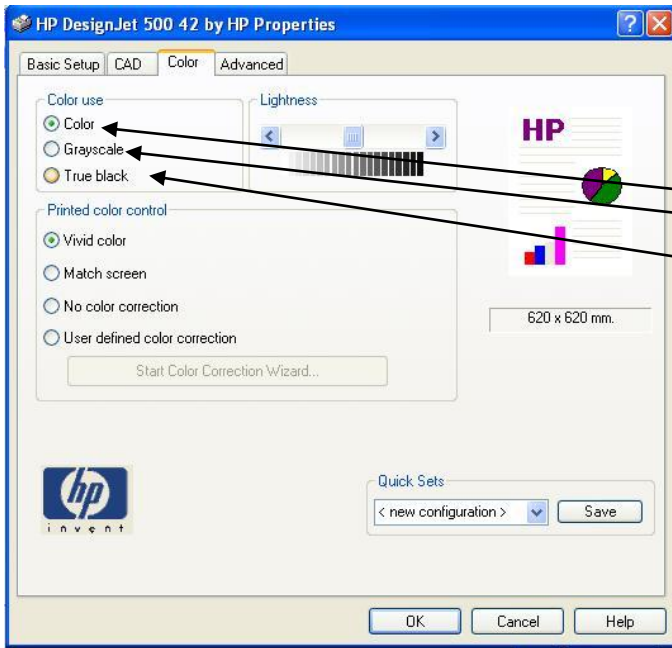 HP DesignJet 500 42 by HP Properties
Basic Setup CAD Color Advanced
Color use
Color
Grayscale
True black
Lightness
HP
Printed color control
Vivid color
Match screen
No color correction
User defined color correction
Start Color Correction Wizard...
620 x 620 mm.
hp
invent
Quick Sets
< new configuration > Save
OK Cancel Help